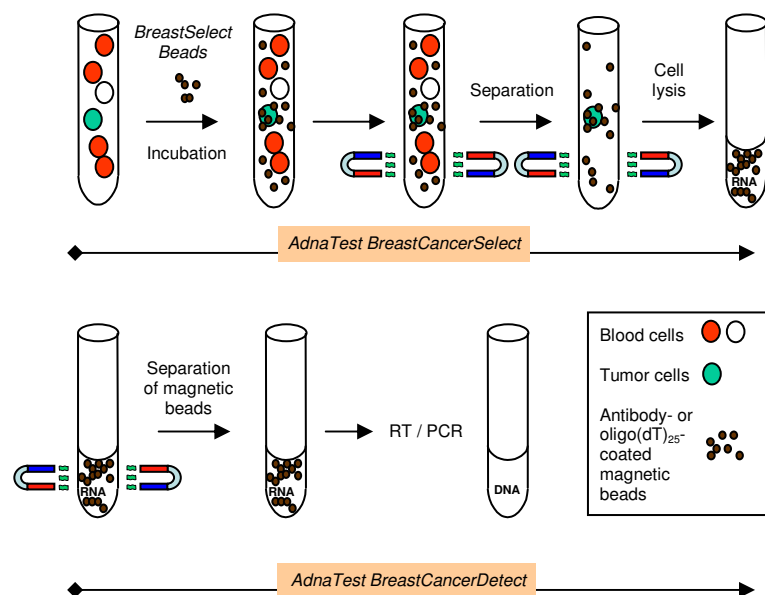 BreastSelect
Beads
Incubation
Separation
Cell
lysis
RNA
AdnaTest BreastCancerSelect
RNA
Separation
of magnetic
beads
RNA
RT / PCR
DNA
Blood cells
Tumor cells
Antibody- or
oligo(dT)25-
coated
magnetic
beads
AdnaTest BreastCancerDetect